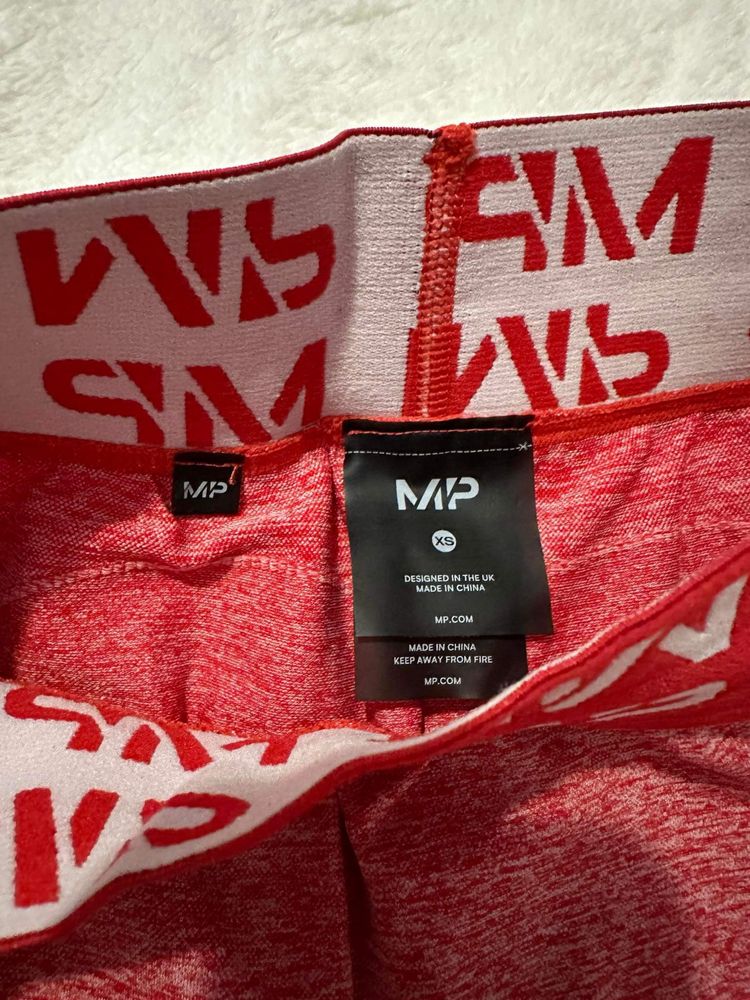 MP
MP
XS
DESIGNED IN THE UK
MADE IN CHINA
MP.COM
MADE IN CHINA
KEEP AWAY FROM FIRE
MP.COM